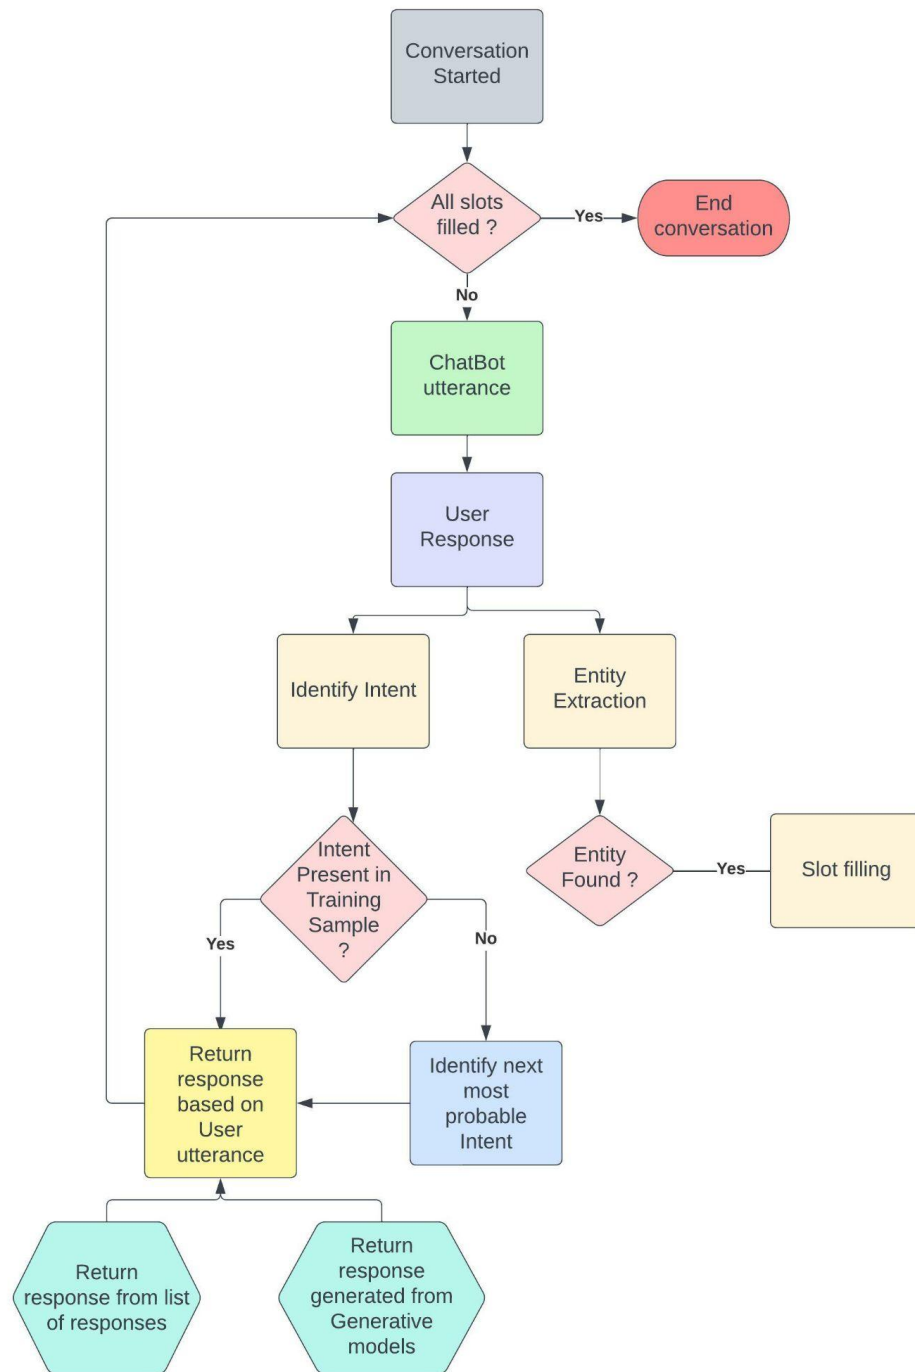 Conversation
Started
All slots
filled ?
Yes
End
conversation
No
ChatBot
utterance
User
Response
Identify Intent
Entity
Extraction
Intent
Present in
Training
Sample
?
Entity
Found ?
Yes
Slot filling
Yes
No
Return
response
based on
User
utterance
Identify next
most
probable
Intent
Return
response from list
of responses
Return
response
generated from
Generative
models